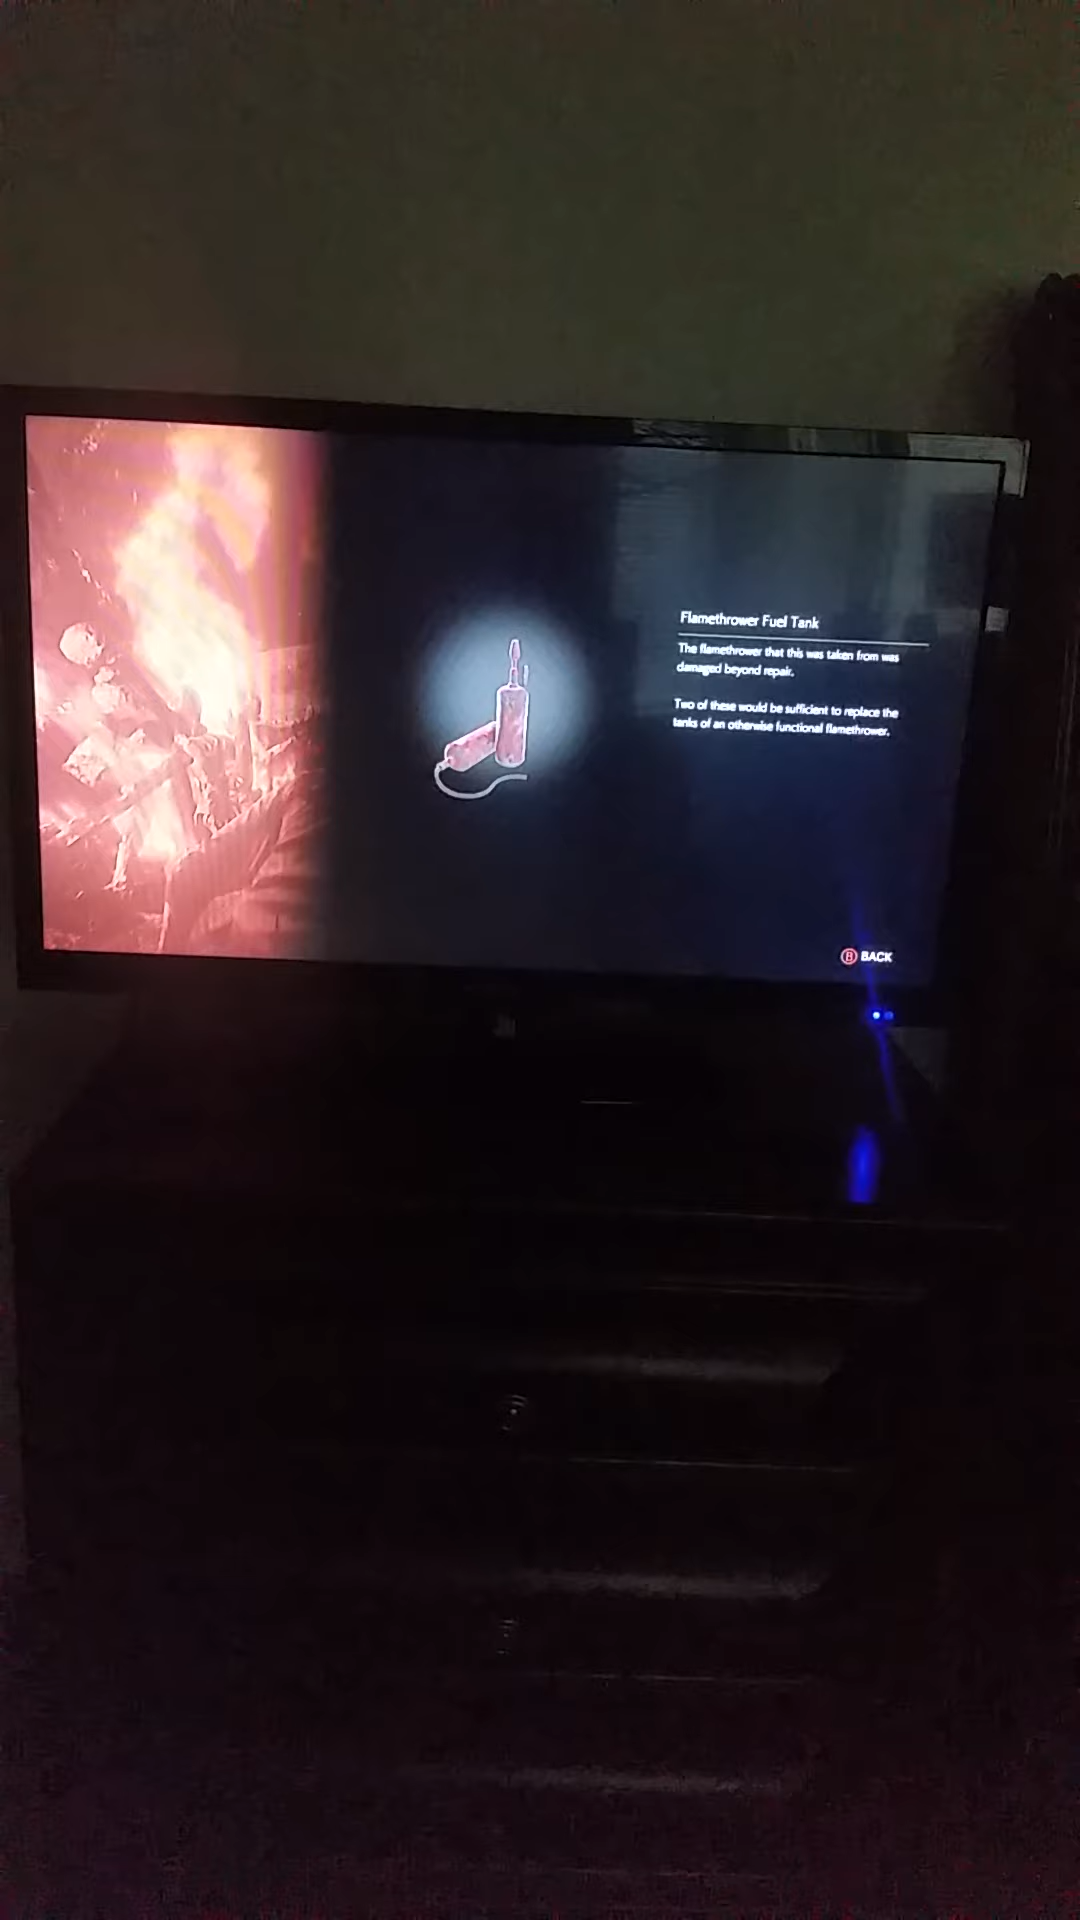 Flamethrower Fuel Tank
The flamethrower that this was taken from was
damaged beyond repair.
Two of these would be sufficient to replace the
tanks of an otherwise functional flamethrower.
B BACK